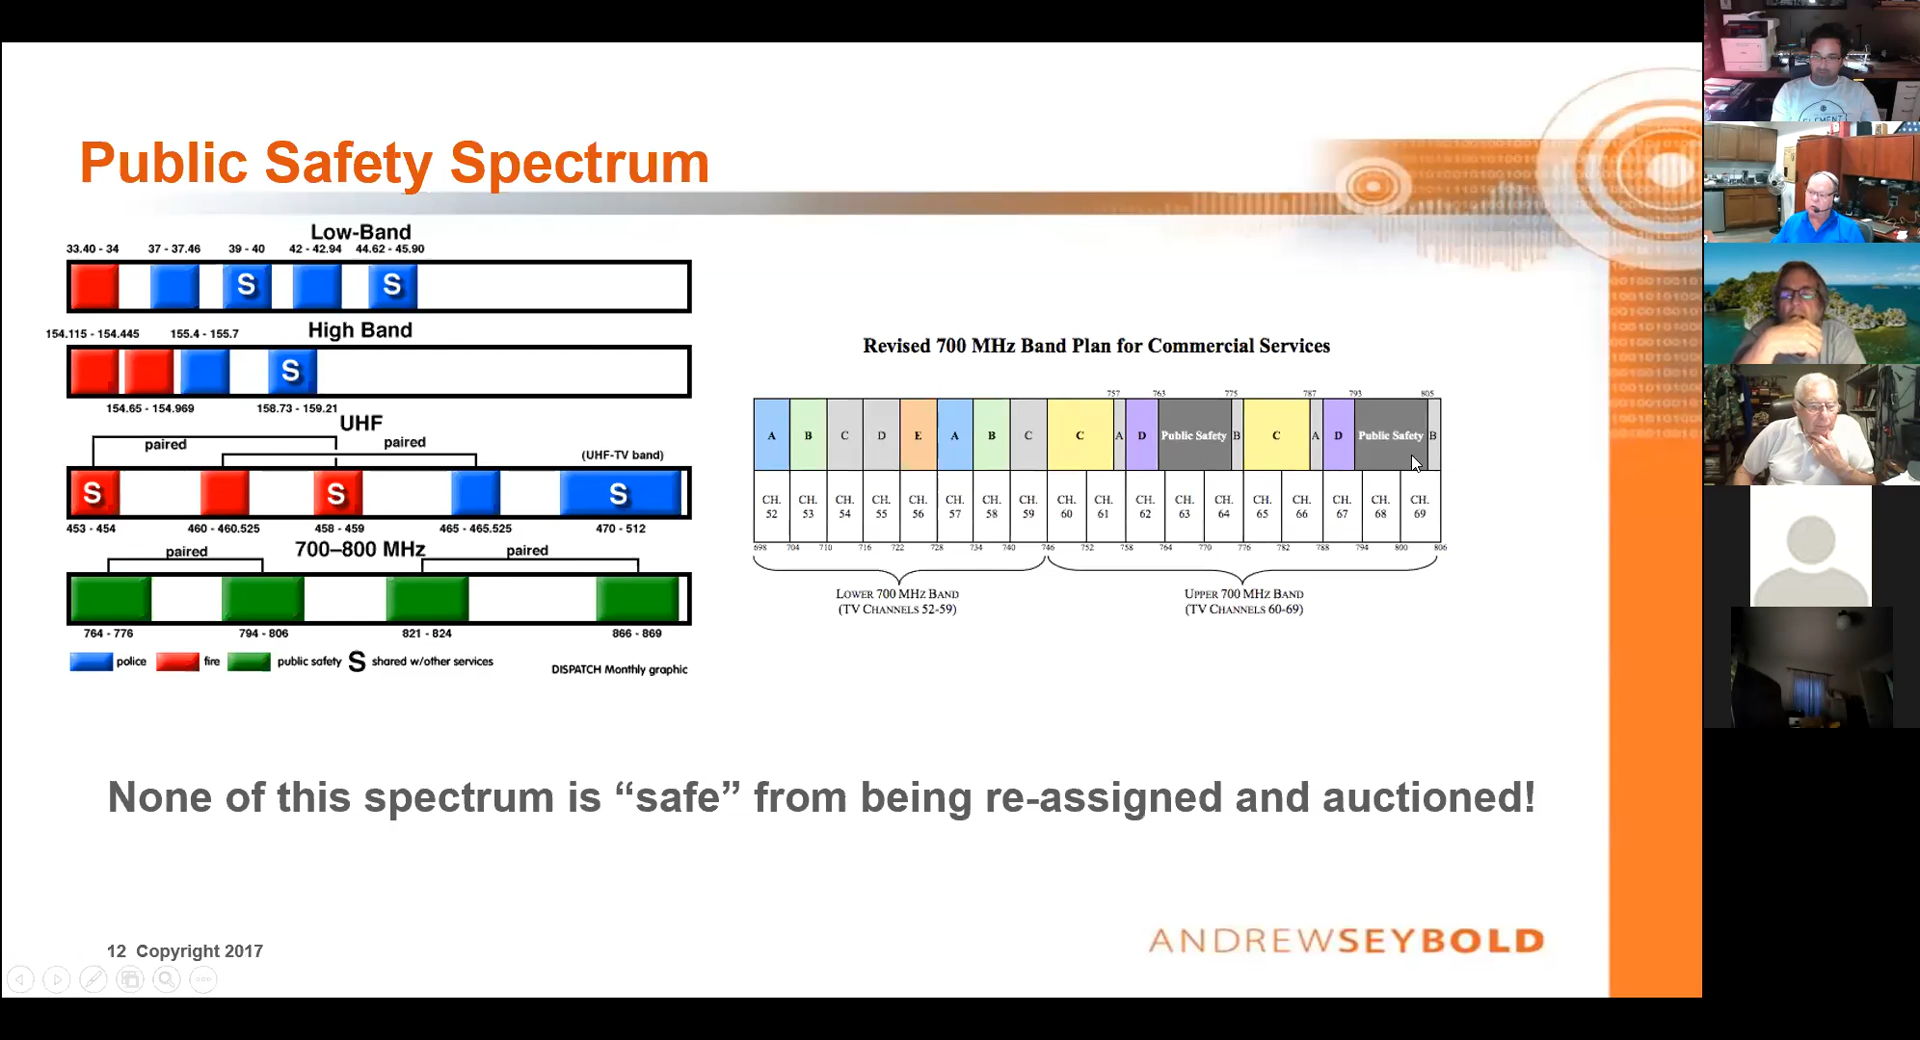 Public Safety Spectrum
Low-Band
33.40 - 34 37 - 37.46 39 - 40 42 - 42.94 44.62 - 45.90
S S
High Band
154.115 - 154.445 155.4 - 155.7
S
154.65 - 154.969 158.73 - 159.21
UHF
paired paired (UHF-TV band)
S S S
453 - 454 460 - 460.525 458 - 459 465 - 465.525 470 - 512
700–800 MHz
paired paired
764 - 776 794 - 806 821 - 824 866 - 869
police fire public safety S shared w/other services
DISPATCH Monthly graphic
Revised 700 MHz Band Plan for Commercial Services
757 763 775 787 793 805
A B C D E A B C C A D Public Safety B C A D Public Safety B
CH. 52 CH. 53 CH. 54 CH. 55 CH. 56 CH. 57 CH. 58 CH. 59 CH. 60 CH. 61 CH. 62 CH. 63 CH. 64 CH. 65 CH. 66 CH. 67 CH. 68 CH. 69
698 704 710 716 722 728 734 740 746 752 758 764 770 776 782 788 794 800 806
LOWER 700 MHZ BAND
(TV CHANNELS 52-59)
UPPER 700 MHZ BAND
(TV CHANNELS 60-69)
None of this spectrum is “safe” from being re-assigned and auctioned!
12 Copyright 2017
ANDREWSEYBOLD
ELEMENT